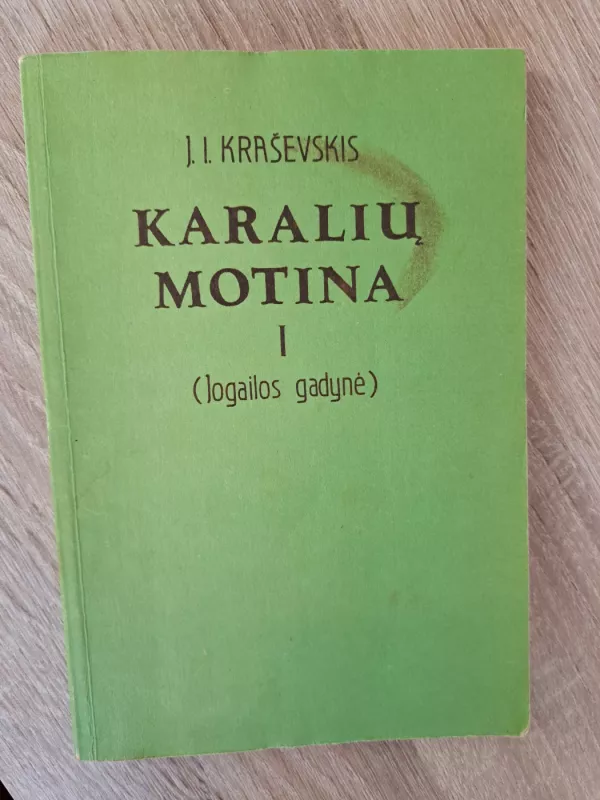 J. I. KRAŠEVSKIS
KARALIŲ
MOTINA
I
(Jogailos gadynė)